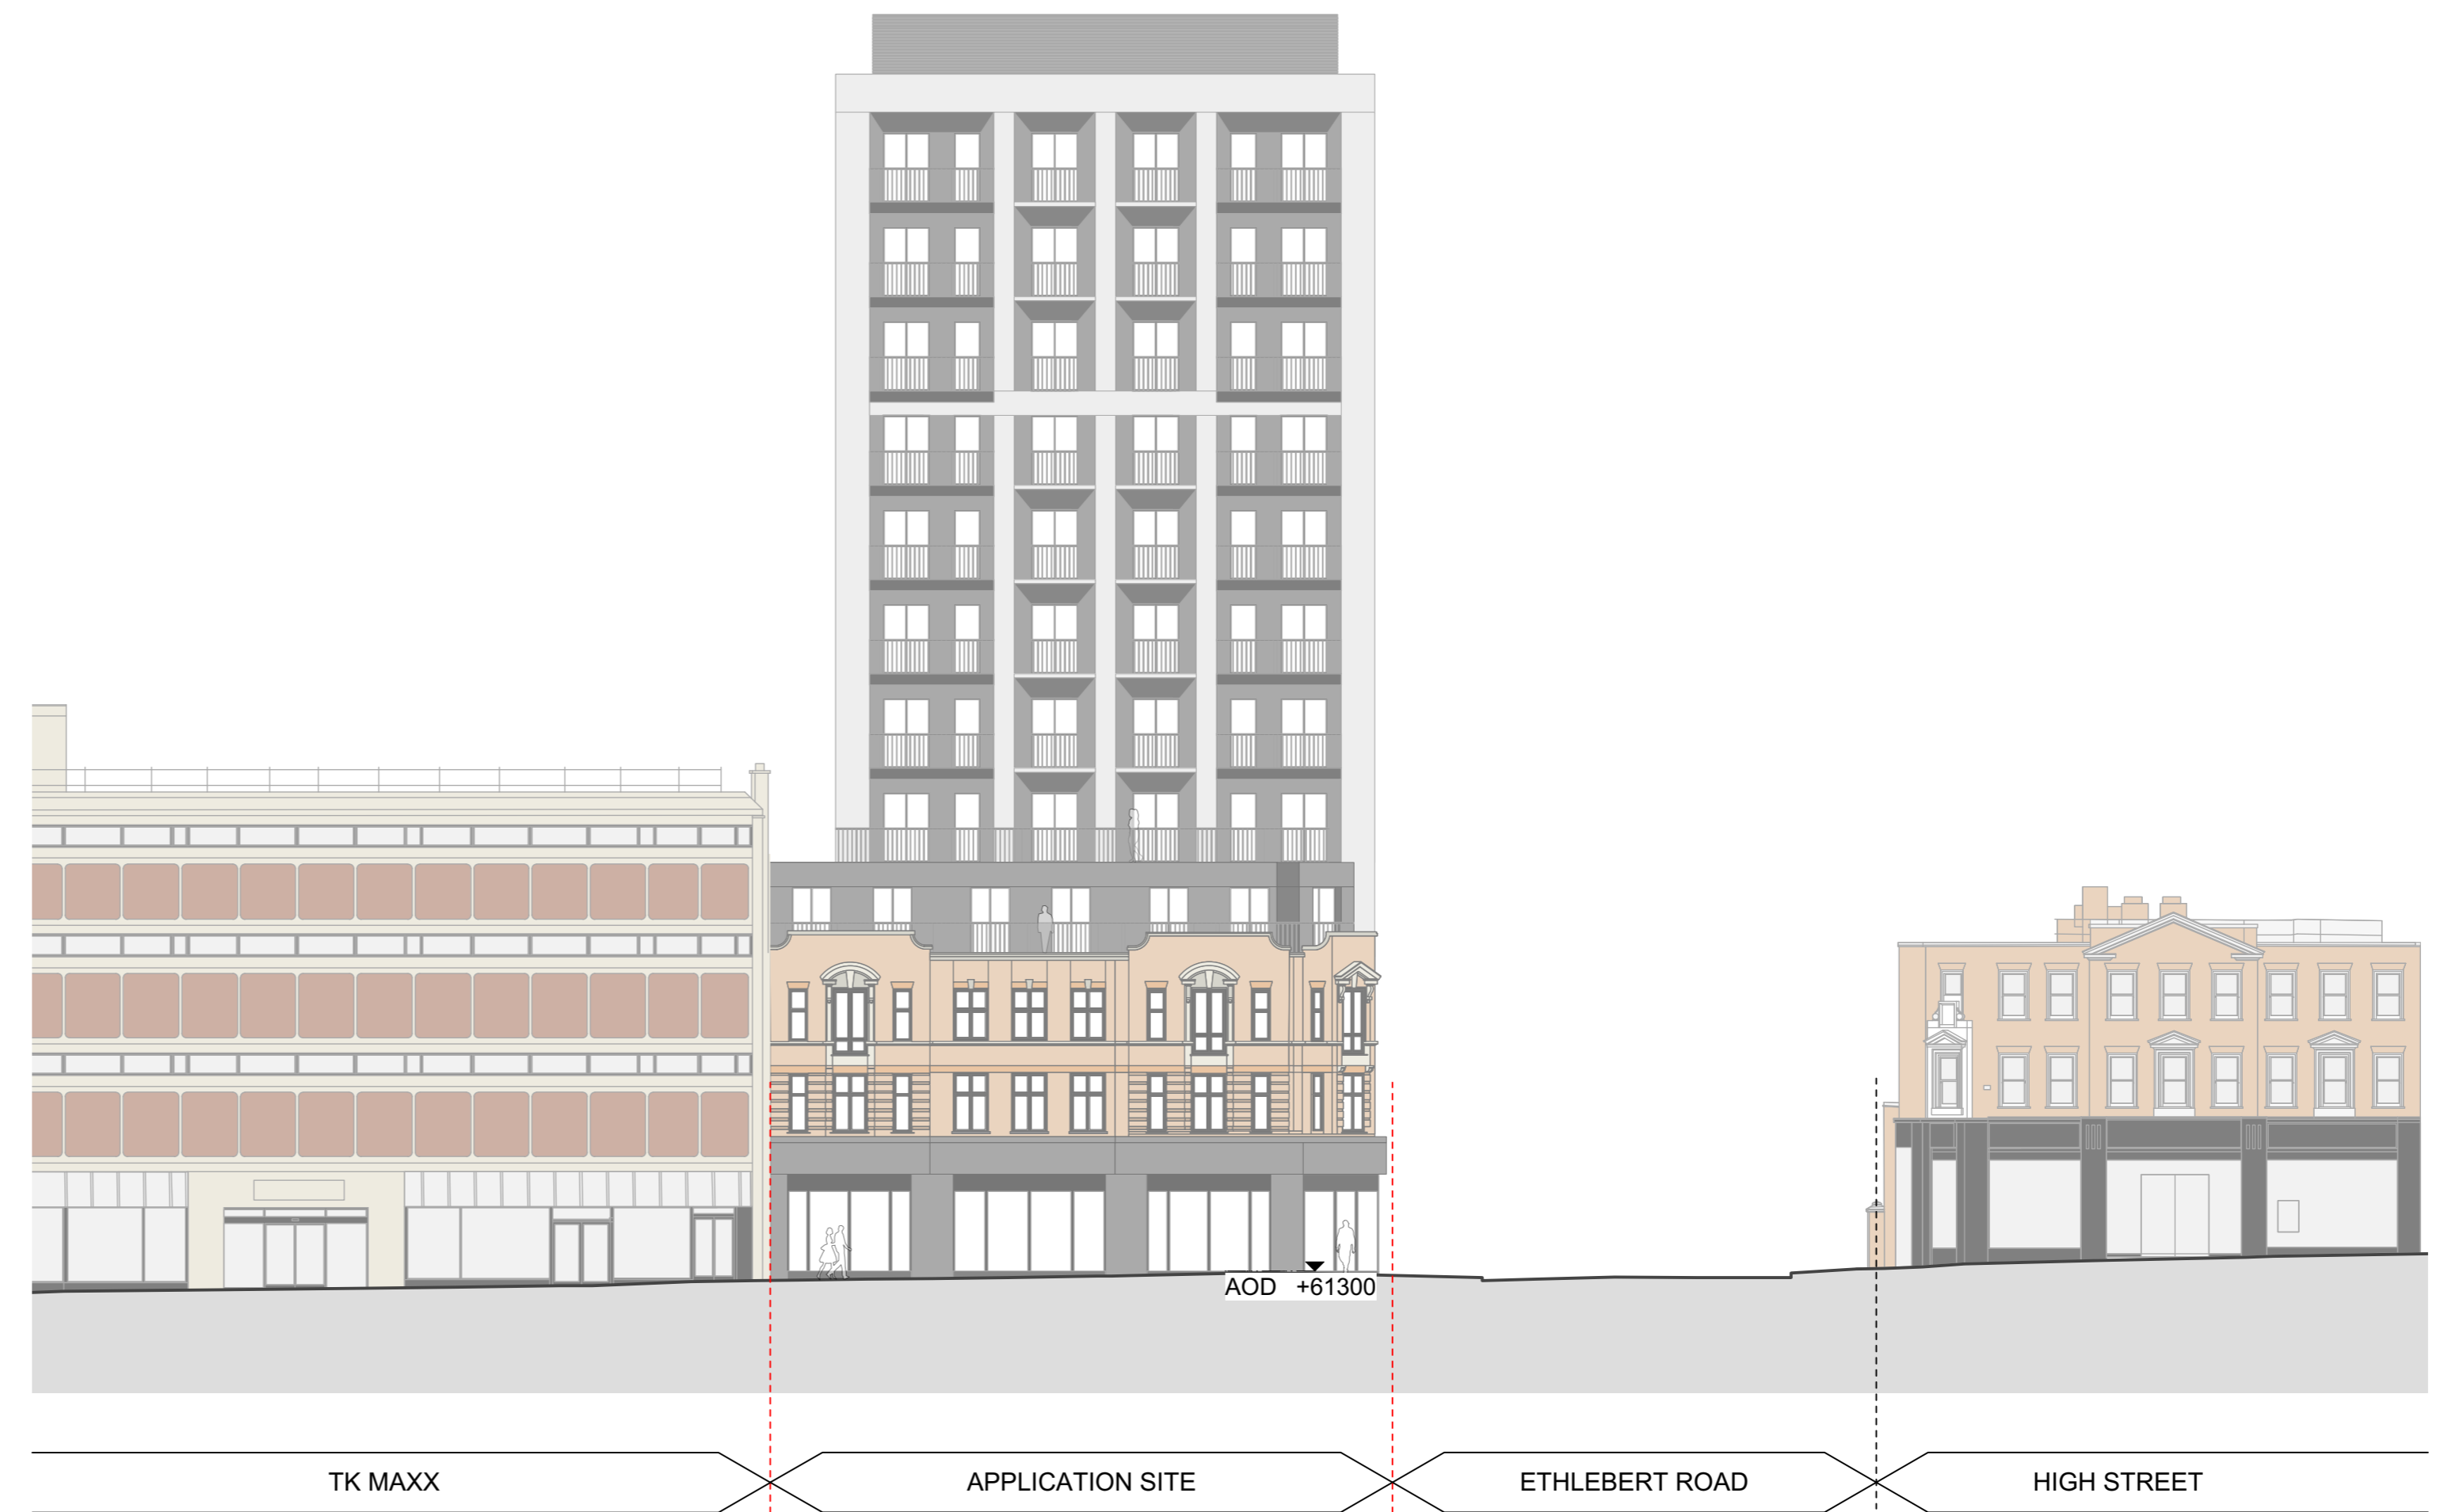 AOD +61300
TK MAXX
APPLICATION SITE
ETHLEBERT ROAD
HIGH STREET